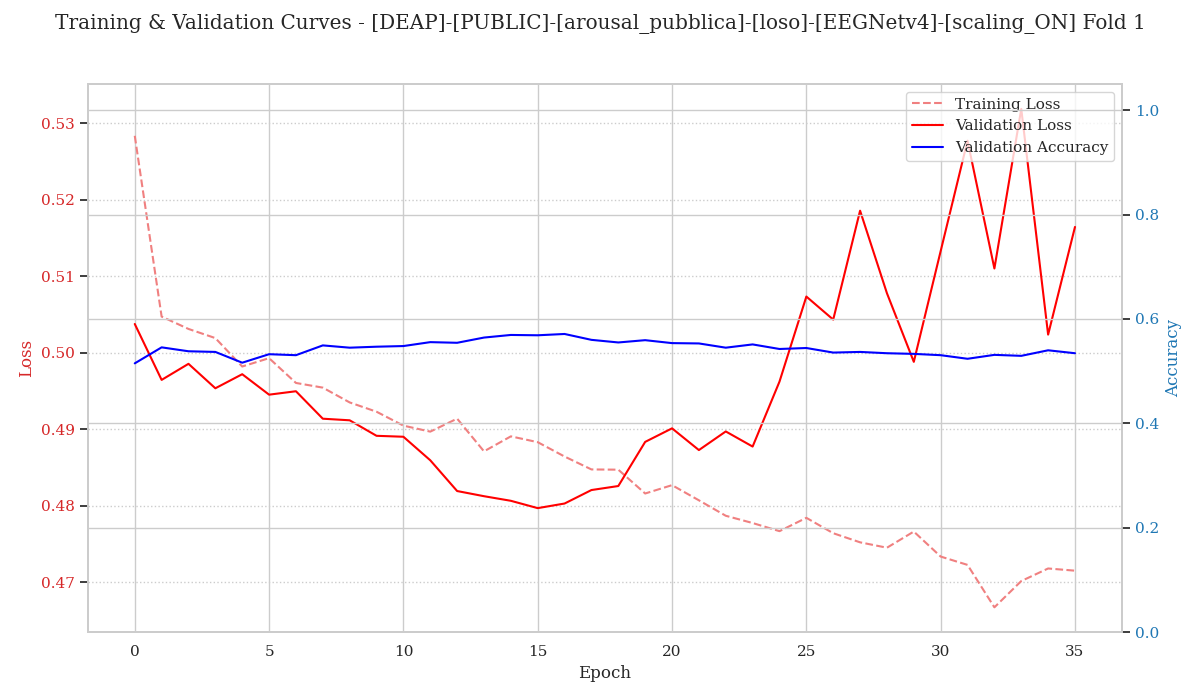 Training & Validation Curves - [DEAP]-[PUBLIC]-[arousal_pubblica]-[loso]-[EEGNetv4]-[scaling_ON] Fold 1
Training Loss
Validation Loss
Validation Accuracy
0.53
0.52
0.51
0.50
0.49
0.48
0.47
Loss
1.0
0.8
0.6
0.4
0.2
0.0
Accuracy
0 5 10 15 20 25 30 35
Epoch